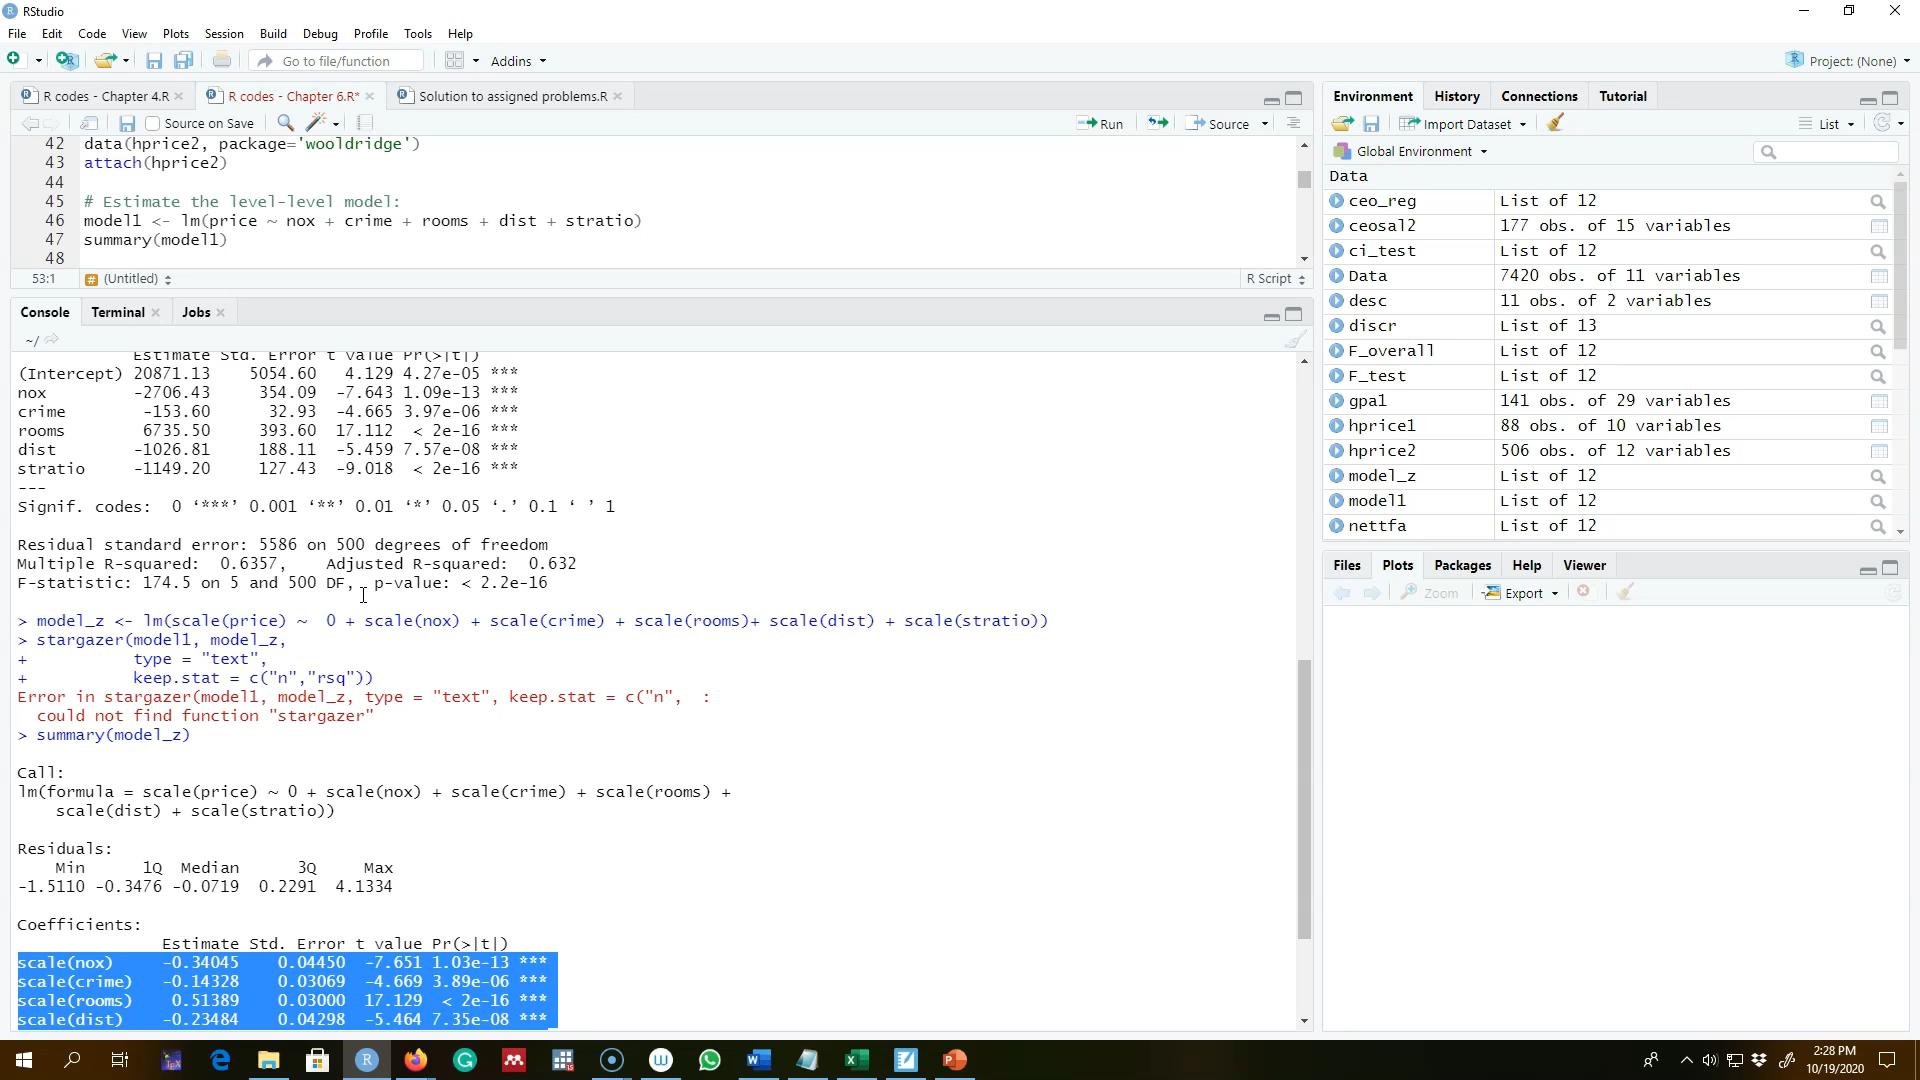 RStudio
File Edit Code View Plots Session Build Debug Profile Tools Help
Go to file/function Addins Project: (None)
R codes - Chapter 4.R R codes - Chapter 6.R* Solution to assigned problems.R
Source on Save Run Source
42 data(hprice2, package='wooldridge')
43 attach(hprice2)
44
45 # Estimate the level-level model:
46 model1 <- lm(price ~ nox + crime + rooms + dist + stratio)
47 summary(model1)
48
53:1 (Untitled) R Script
Console Terminal Jobs
~/
Estimate Std. Error t value Pr(>|t|)
(Intercept) 20871.13 5054.60 4.129 4.27e-05 ***
nox -2706.43 354.09 -7.643 1.09e-13 ***
crime -153.60 32.93 -4.665 3.97e-06 ***
rooms 6735.50 393.60 17.112 < 2e-16 ***
dist -1026.81 188.11 -5.459 7.57e-08 ***
stratio -1149.20 127.43 -9.018 < 2e-16 ***
---
Signif. codes: 0 ‘***’ 0.001 ‘**’ 0.01 ‘*’ 0.05 ‘.’ 0.1 ‘ ’ 1
Residual standard error: 5586 on 500 degrees of freedom
Multiple R-squared: 0.6357, Adjusted R-squared: 0.632
F-statistic: 174.5 on 5 and 500 DF, p-value: < 2.2e-16
> model_z <- lm(scale(price) ~ 0 + scale(nox) + scale(crime) + scale(rooms)+ scale(dist) + scale(stratio))
> stargazer(model1, model_z,
+ type = "text",
+ keep.stat = c("n","rsq"))
Error in stargazer(model1, model_z, type = "text", keep.stat = c("n", :
could not find function "stargazer"
> summary(model_z)
Call:
lm(formula = scale(price) ~ 0 + scale(nox) + scale(crime) + scale(rooms) +
scale(dist) + scale(stratio))
Residuals:
Min 1Q Median 3Q Max
-1.5110 -0.3476 -0.0719 0.2291 4.1334
Coefficients:
Estimate Std. Error t value Pr(>|t|)
scale(nox) -0.34045 0.04450 -7.651 1.03e-13 ***
scale(crime) -0.14328 0.03069 -4.669 3.89e-06 ***
scale(rooms) 0.51389 0.03000 17.129 < 2e-16 ***
scale(dist) -0.23484 0.04298 -5.464 7.35e-08 ***
Environment History Connections Tutorial
Import Dataset List
Global Environment
Data
ceo_reg List of 12
ceosal2 177 obs. of 15 variables
ci_test List of 12
Data 7420 obs. of 11 variables
desc 11 obs. of 2 variables
discr List of 13
F_overall List of 12
F_test List of 12
gpa1 141 obs. of 29 variables
hprice1 88 obs. of 10 variables
hprice2 506 obs. of 12 variables
model_z List of 12
model1 List of 12
nettfa List of 12
Files Plots Packages Help Viewer
Zoom Export
2:28 PM
10/19/2020